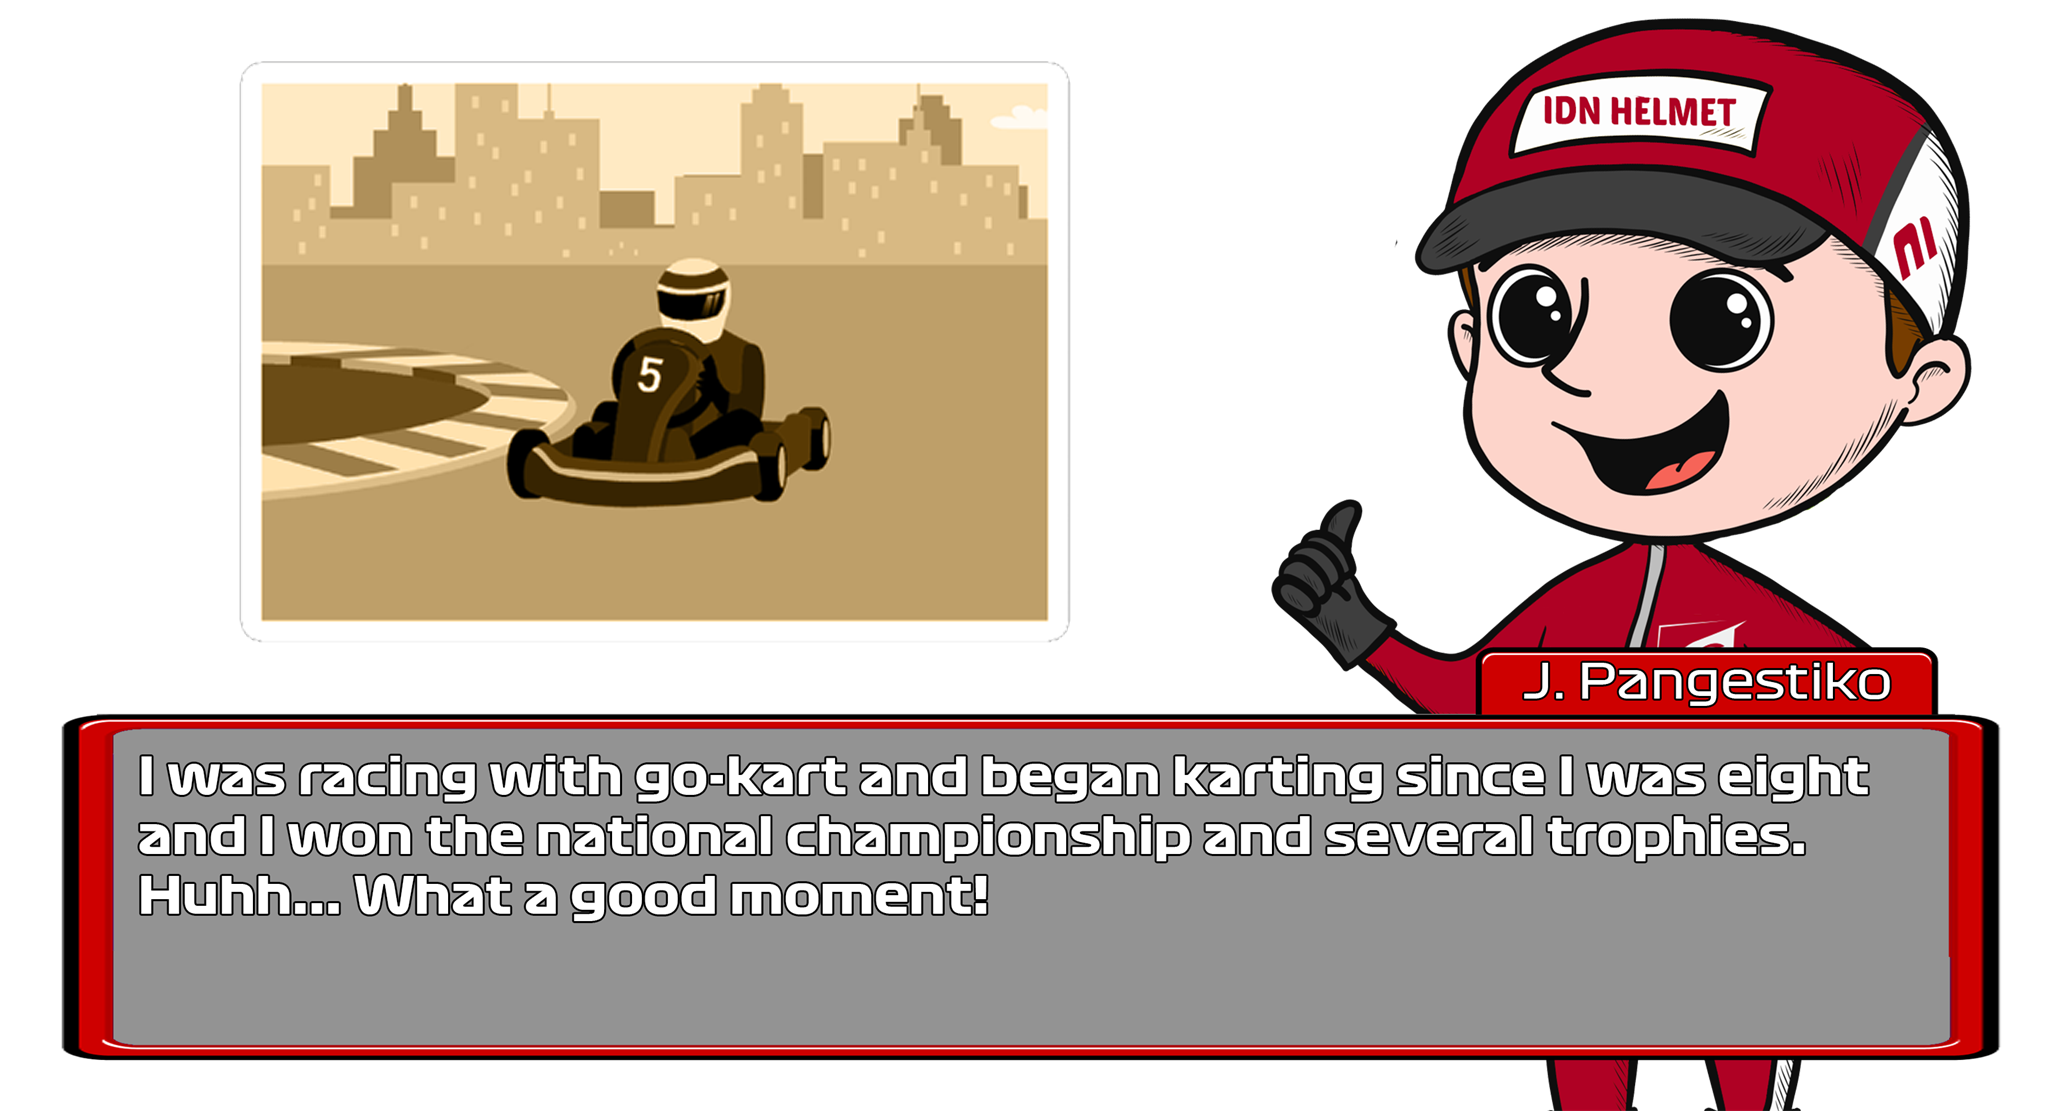 IDN HELMET
5
J. Pangestiko
I was racing with go-kart and began karting since I was eight
and I won the national championship and several trophies.
Huhh... What a good moment!